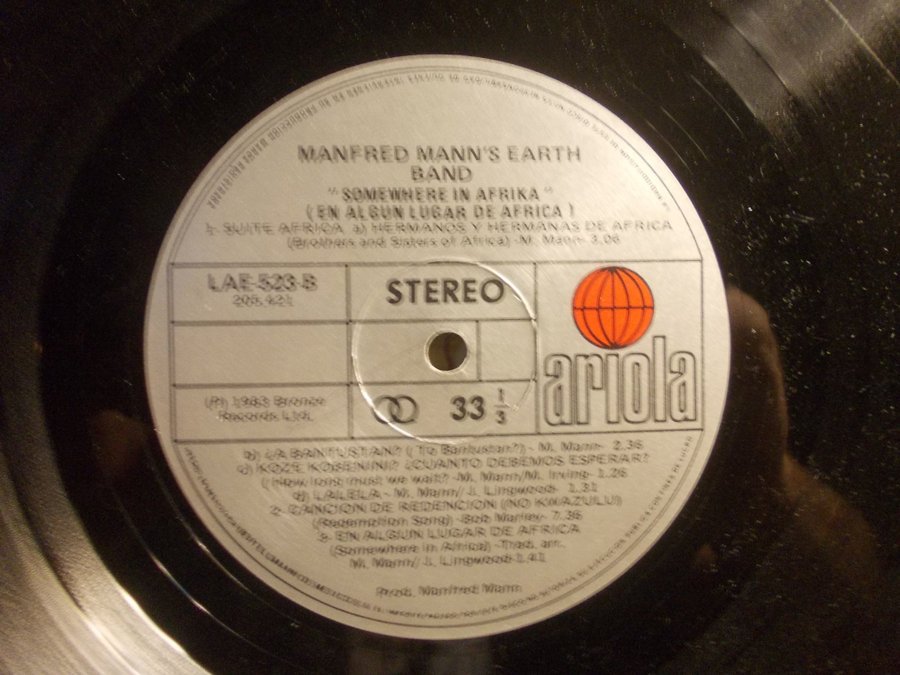 MANFRED MANN'S EARTH
BAND
"SOMEWHERE IN AFRIKA"
(EN ALGUN LUGAR DE AFRICA)
1- SUITE AFRICA a) HERMANOS Y HERMANAS DE AFRICA
(Brothers and Sisters of Africa) -M. Mann- 3.06
LAE-523-B
205.421
STEREO
(P) 1983 Bronze
Records Ltd.
33 1/3
ariola
b) ¿A BANTUSTAN? (To Bantustan?) - M. Mann- 2.36
c) KOZE KOBENINI? ¿CUANTO DEBEMOS ESPERAR?
(How long must we wait? -M. Mann/M. Irving- 1.26
d) LALELA - M. Mann/ J. Lingwood- 1.31
2- CANCION DE REDENCION (NO KWAZULU)
(Redemption Song) -Bob Marley- 7.36
3- EN ALGUN LUGAR DE AFRICA
(Somewhere in Africa) -Trad. arr.
M. Mann/ J. Lingwood-1.41
Prod. Manfred Mann